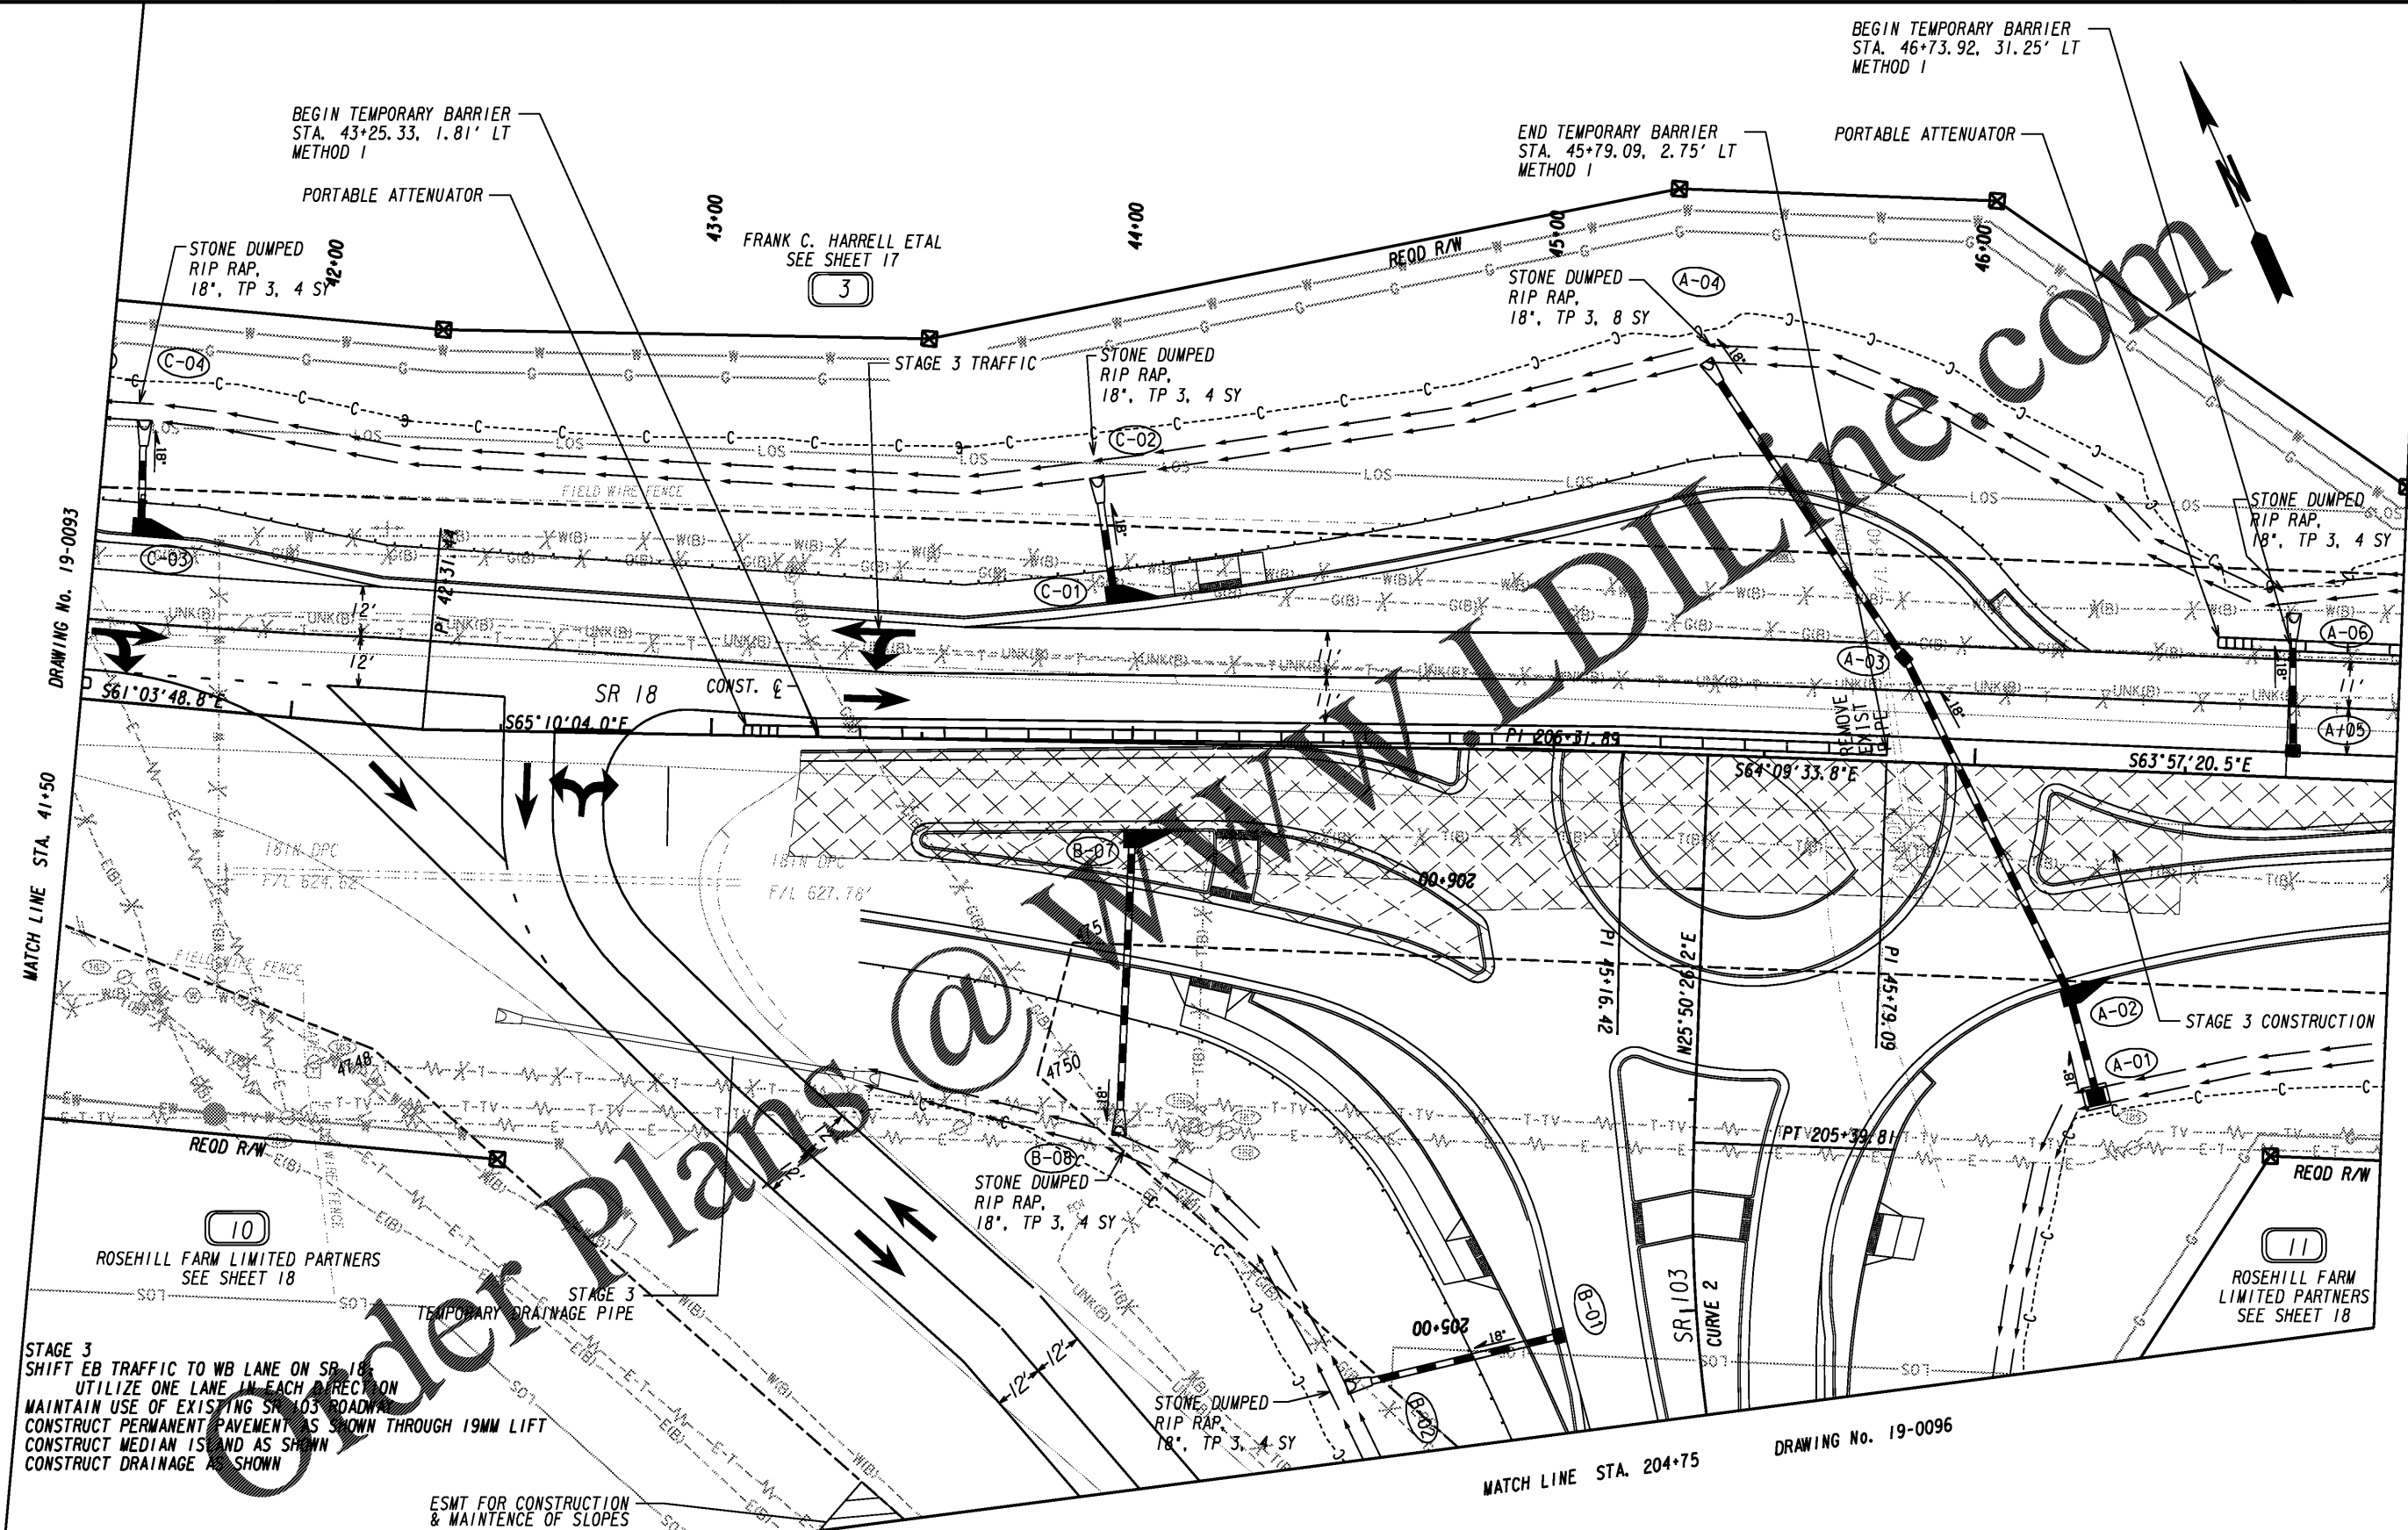 BEGIN TEMPORARY BARRIER
STA. 46+73.92, 31.25' LT
METHOD I
BEGIN TEMPORARY BARRIER
STA. 43+25.33, 1.81' LT
METHOD I
END TEMPORARY BARRIER
STA. 45+79.09, 2.75' LT
METHOD I
PORTABLE ATTENUATOR
PORTABLE ATTENUATOR
N
STONE DUMPED
RIP RAP,
18", TP 3, 4 SY
42+00
43+00
44+00
45+00
46+00
FRANK C. HARRELL ETAL
SEE SHEET 17
3
REQD R/W
STONE DUMPED
RIP RAP,
18", TP 3, 8 SY
A-04
C-04
STAGE 3 TRAFFIC
STONE DUMPED
RIP RAP,
18", TP 3, 4 SY
C-02
STONE DUMPED
RIP RAP,
18", TP 3, 4 SY
FIELD WIRE FENCE
DRAWING No. 19-0093
C-03
PI 42+31.44
C-01
A-03
A-06
A-05
12'
12'
11'
11'
11'
S61°03'48.8"E
SR 18
CONST. ℄
S65°10'04.0"E
REMOVE
EXIST
PIPE
PI 206+31.89
S64°09'33.8"E
S63°57'20.5"E
MATCH LINE STA. 41+50
18IN DPC
F/L 624.62'
18IN DPC
F/L 627.78'
B-07
206+00
FIELD WIRE FENCE
475
PI 45+16.42
N25°50'26.2"E
PI 45+79.09
A-02
STAGE 3 CONSTRUCTION
A-01
4748
4750
REQD R/W
PT 205+39.81
REQD R/W
12'
12'
B-08
STONE DUMPED
RIP RAP,
18", TP 3, 4 SY
10
ROSEHILL FARM LIMITED PARTNERS
SEE SHEET 18
11
ROSEHILL FARM
LIMITED PARTNERS
SEE SHEET 18
STAGE 3
TEMPORARY DRAINAGE PIPE
B-01
SR 103
CURVE 2
205+00
12'
12'
STONE DUMPED
RIP RAP,
18", TP 3, 4 SY
B-02
STAGE 3
SHIFT EB TRAFFIC TO WB LANE ON SR 18;
UTILIZE ONE LANE IN EACH DIRECTION
MAINTAIN USE OF EXISTING SR 103 ROADWAY
CONSTRUCT PERMANENT PAVEMENT AS SHOWN THROUGH 19MM LIFT
CONSTRUCT MEDIAN ISLAND AS SHOWN
CONSTRUCT DRAINAGE AS SHOWN
MATCH LINE STA. 204+75
DRAWING No. 19-0096
ESMT FOR CONSTRUCTION
& MAINTENCE OF SLOPES
Order Plans @ www.LDILine.com